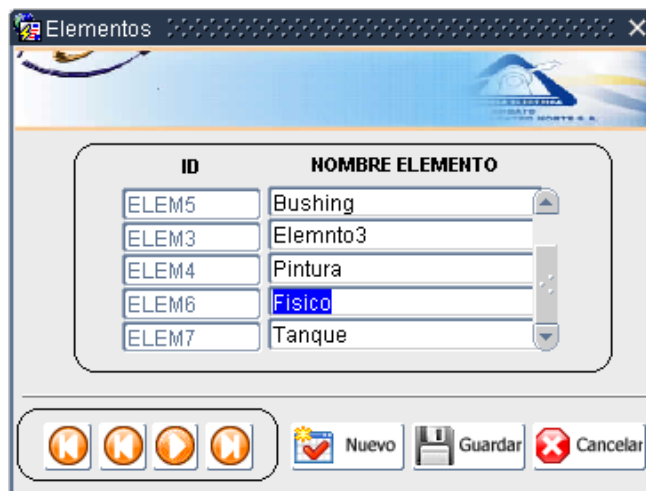 Elementos
ID NOMBRE ELEMENTO
ELEM5 Bushing
ELEM3 Elemnto3
ELEM4 Pintura
ELEM6 Fisico
ELEM7 Tanque
Nuevo Guardar Cancelar